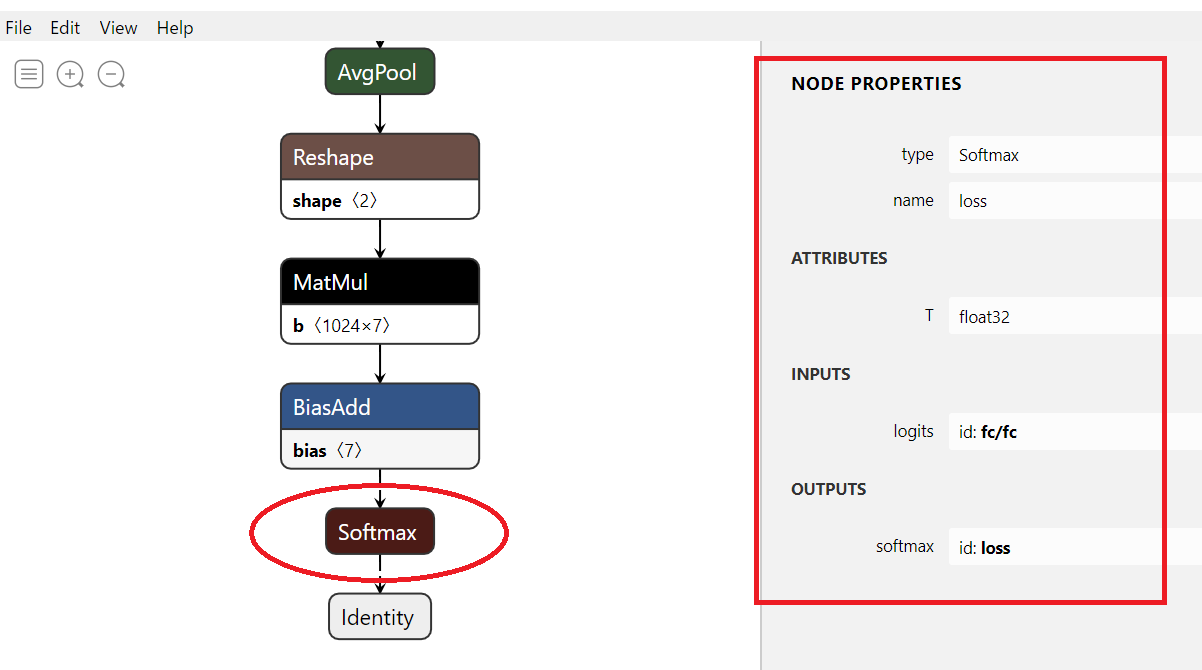 File Edit View Help
AvgPool
Reshape
shape〈2〉
MatMul
b〈1024×7〉
BiasAdd
bias〈7〉
Softmax
Identity
NODE PROPERTIES
type Softmax
name loss
ATTRIBUTES
T float32
INPUTS
logits id: fc/fc
OUTPUTS
softmax id: loss